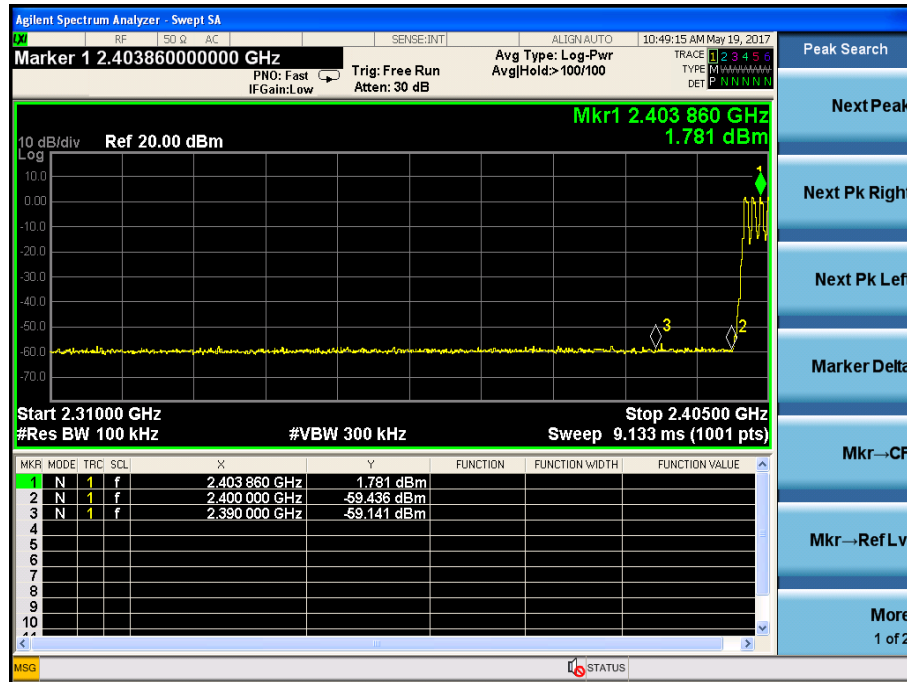 Agilent Spectrum Analyzer - Swept SA
LXI RF 50 Ω AC SENSE:INT ALIGN AUTO 10:49:15 AM May 19, 2017
Marker 1 2.403860000000 GHz
PNO: Fast
IFGain:Low
Trig: Free Run
Atten: 30 dB
Avg Type: Log-Pwr
Avg|Hold:>100/100
TRACE 1 2 3 4 5 6
TYPE M
DET P N N N N N
Mkr1 2.403 860 GHz
1.781 dBm
10 dB/div Ref 20.00 dBm
Log
10.0
0.00
-10.0
-20.0
-30.0
-40.0
-50.0
-60.0
-70.0
1
3
2
Start 2.31000 GHz Stop 2.40500 GHz
#Res BW 100 kHz #VBW 300 kHz Sweep 9.133 ms (1001 pts)
MKR MODE TRC SCL X Y FUNCTION FUNCTION WIDTH FUNCTION VALUE
1 N 1 f 2.403 860 GHz 1.781 dBm
2 N 1 f 2.400 000 GHz -59.436 dBm
3 N 1 f 2.390 000 GHz -59.141 dBm
4
5
6
7
8
9
10
11
MSG STATUS
Peak Search
Next Peak
Next Pk Right
Next Pk Left
Marker Delta
Mkr→CF
Mkr→Ref Lv
More
1 of 2